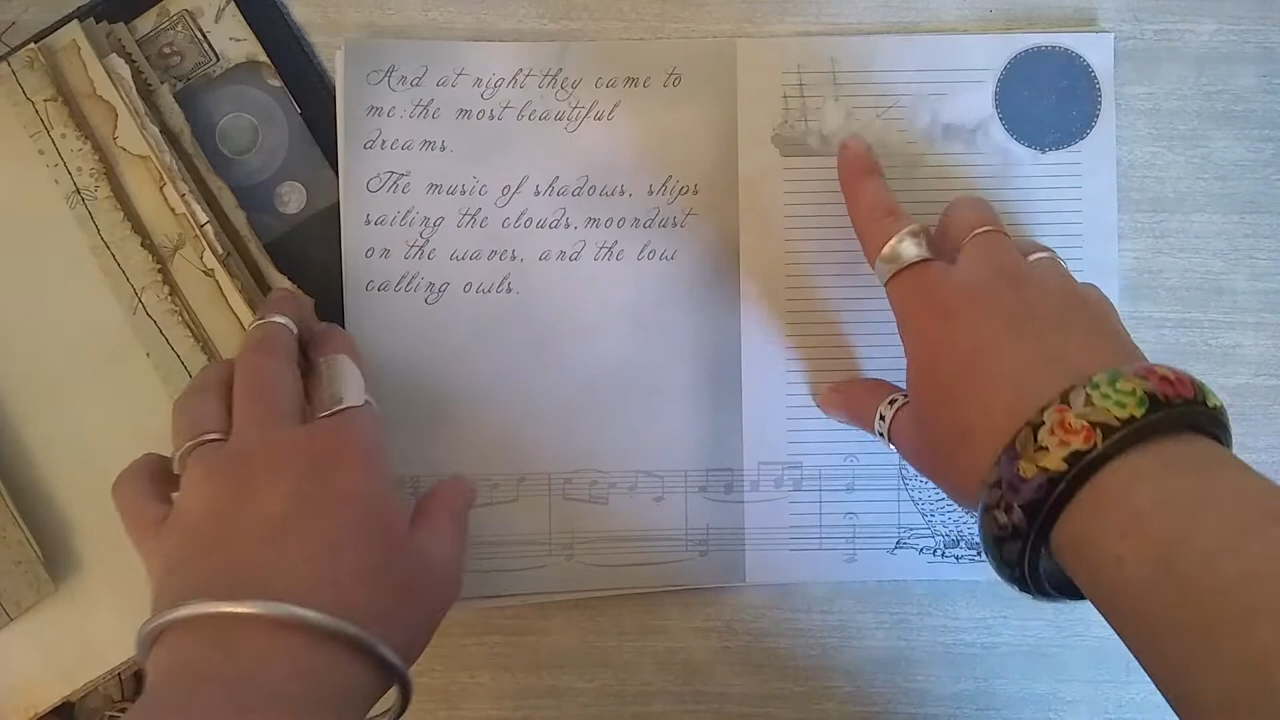 And at night they came to
me: the most beautiful
dreams.
The music of shadows, ships
sailing the clouds, moondust
on the waves, and the low
calling owls.